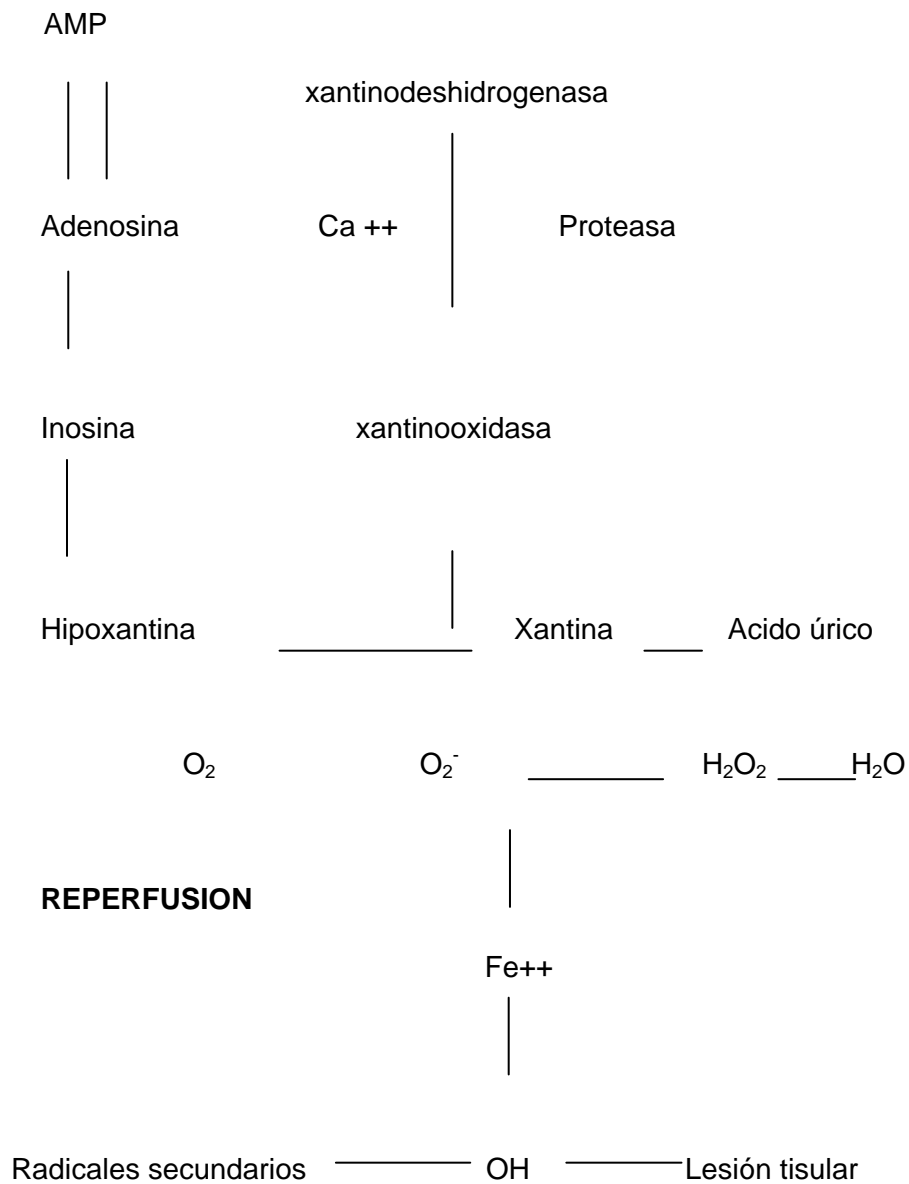 AMP
xantinodeshidrogenasa
Adenosina Ca ++ Proteasa
Inosina xantinooxidasa
Hipoxantina Xantina Acido úrico
O₂ O₂⁻ H₂O₂ H₂O
REPERFUSION
Fe++
Radicales secundarios OH Lesión tisular